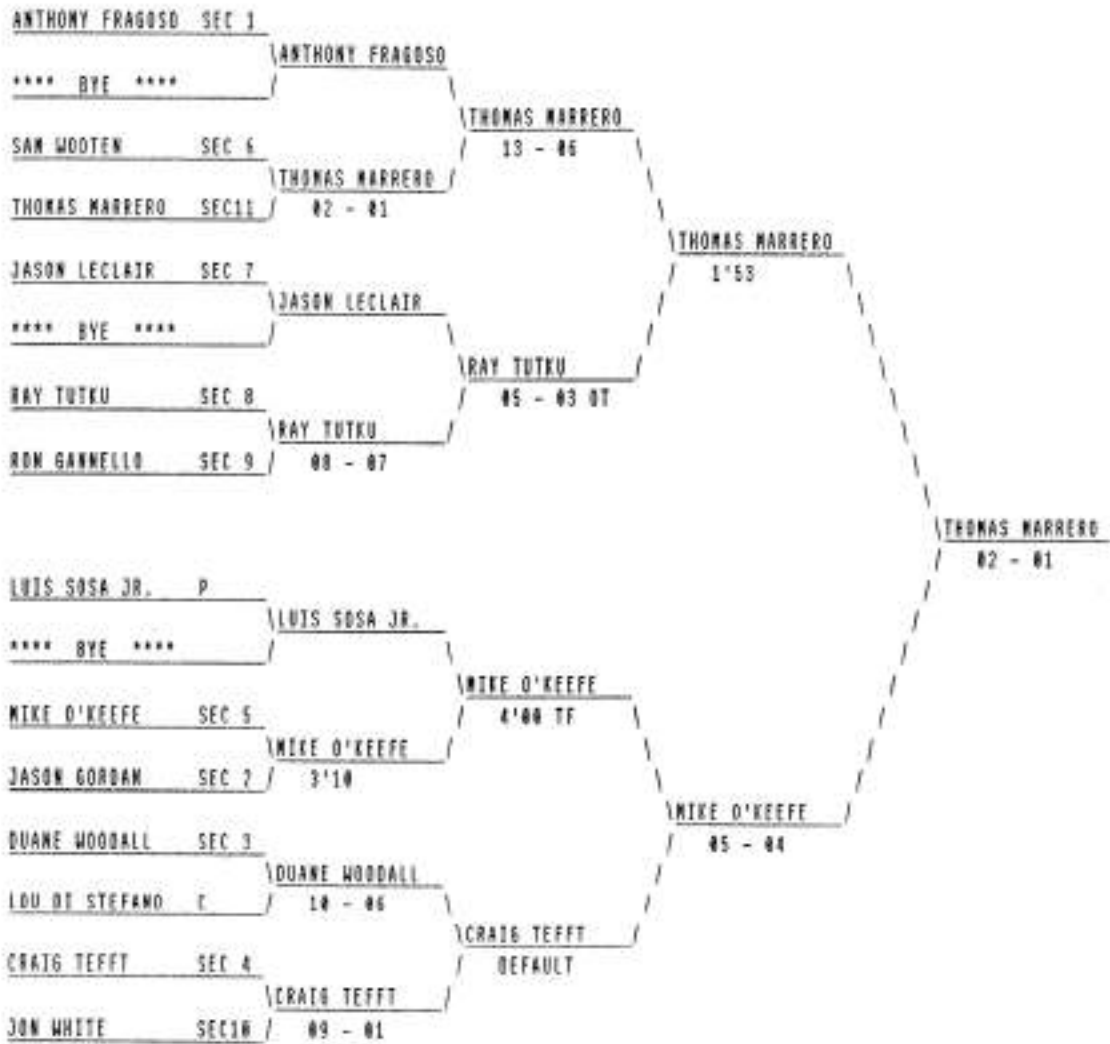 ANTHONY FRAGOSO SEC 1
ANTHONY FRAGOSO
**** BYE ****
THOMAS MARRERO
13 - 06
SAM WOOTEN SEC 6
THOMAS MARRERO
02 - 01
THOMAS MARRERO SEC11
THOMAS MARRERO
1'53
JASON LECLAIR SEC 7
JASON LECLAIR
**** BYE ****
RAY TUTKU
05 - 03 OT
RAY TUTKU SEC 8
RAY TUTKU
08 - 07
RON GANNELLO SEC 9
THOMAS MARRERO
02 - 01
LUIS SOSA JR. P
LUIS SOSA JR.
**** BYE ****
MIKE O'KEEFE
4'00 TF
MIKE O'KEEFE SEC 5
MIKE O'KEEFE
3'10
JASON GORDAN SEC 2
MIKE O'KEEFE
05 - 04
DUANE WOODALL SEC 3
DUANE WOODALL
10 - 06
LOU DI STEFANO C
CRAIG TEFFT
DEFAULT
CRAIG TEFFT SEC 4
CRAIG TEFFT
09 - 01
JON WHITE SEC10